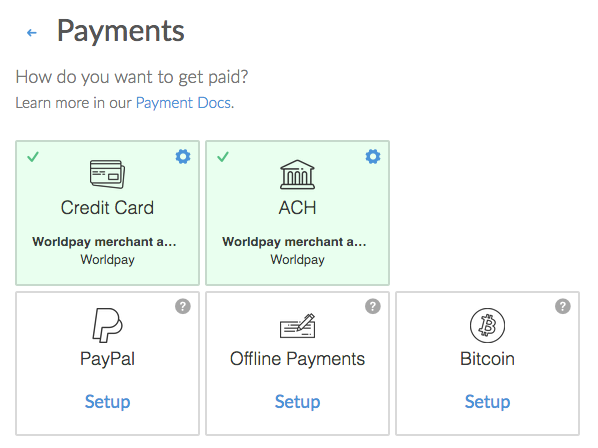 Payments
How do you want to get paid?
Learn more in our Payment Docs.
Credit Card
Worldpay merchant a...
Worldpay
ACH
Worldpay merchant a...
Worldpay
?
PayPal
Setup
?
Offline Payments
Setup
?
Bitcoin
Setup